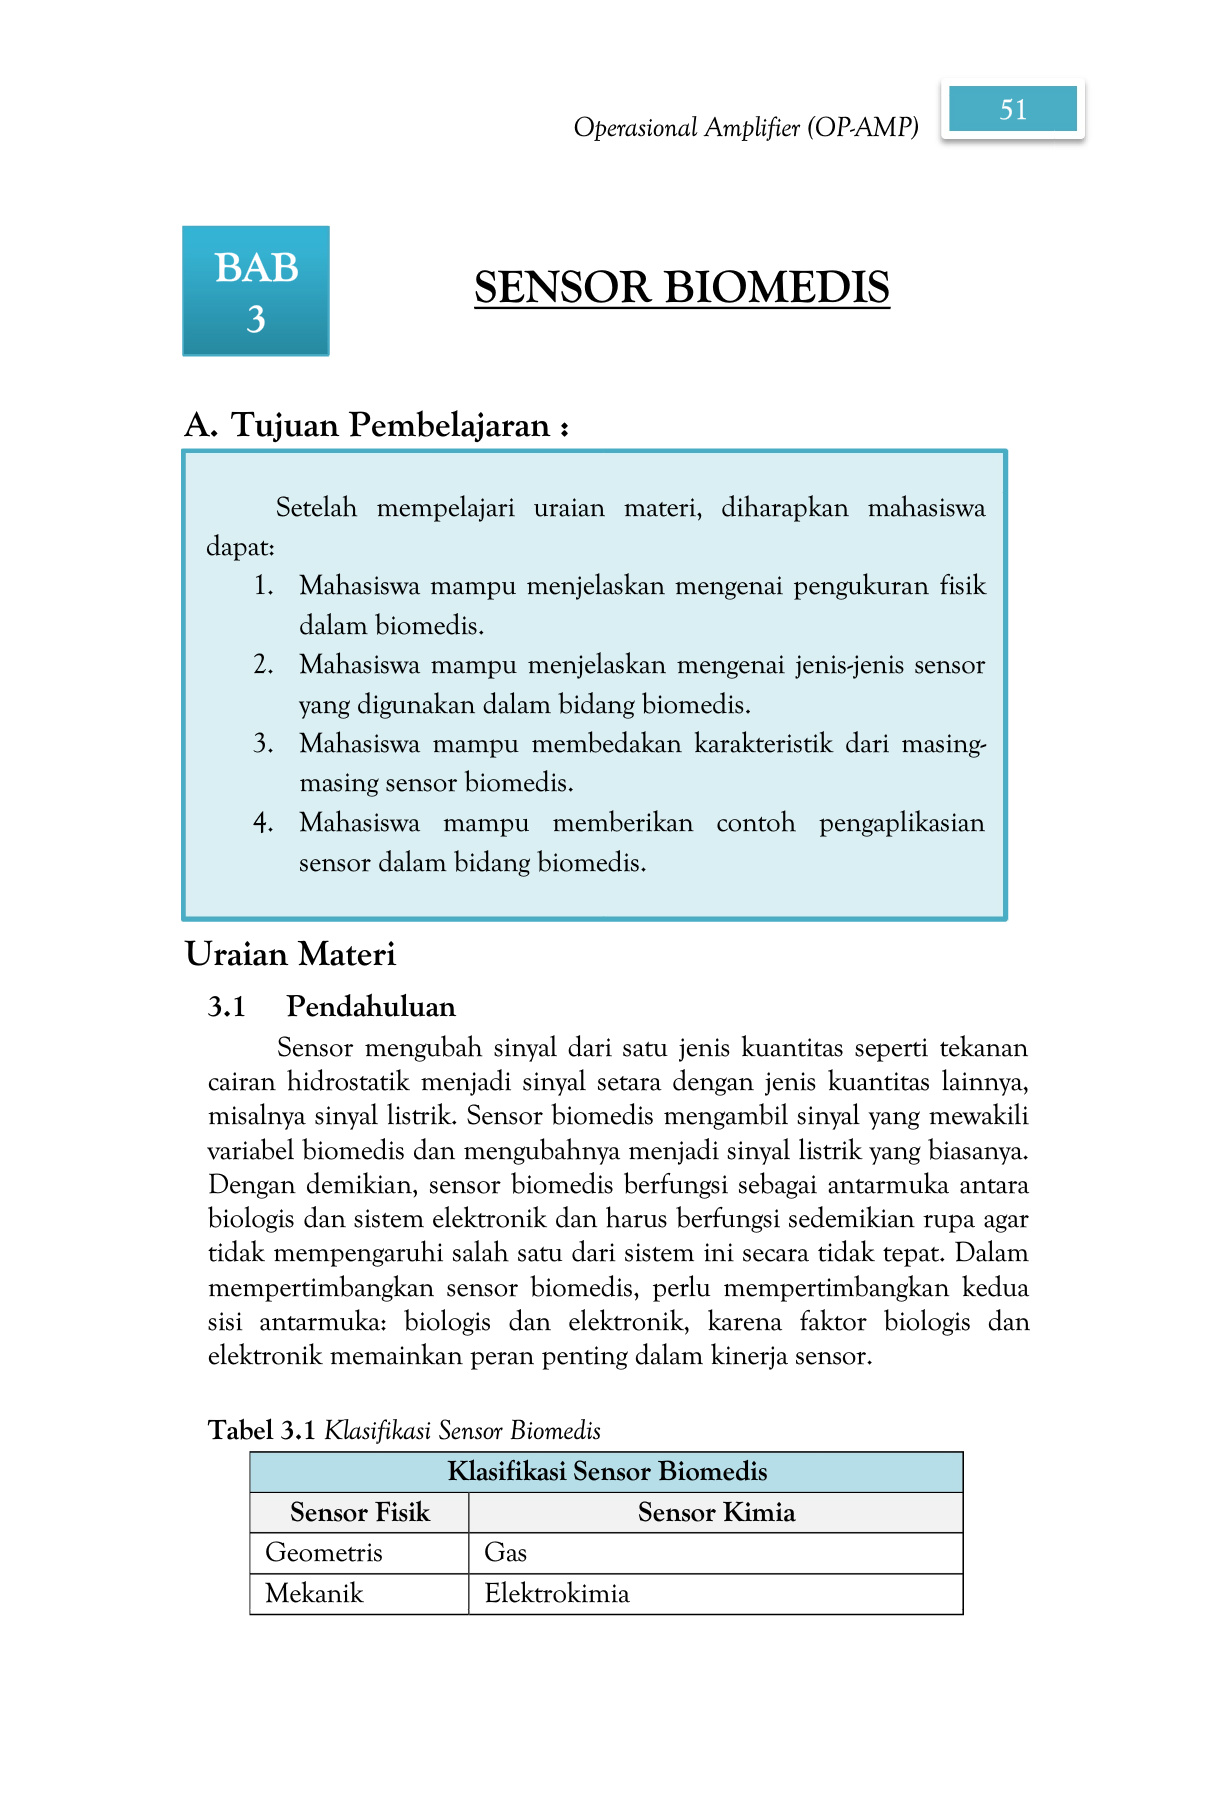 Operasional Amplifier (OP-AMP)
51
BAB
3
SENSOR BIOMEDIS
A. Tujuan Pembelajaran :
Setelah mempelajari uraian materi, diharapkan mahasiswa
dapat:
1. Mahasiswa mampu menjelaskan mengenai pengukuran fisik
dalam biomedis.
2. Mahasiswa mampu menjelaskan mengenai jenis-jenis sensor
yang digunakan dalam bidang biomedis.
3. Mahasiswa mampu membedakan karakteristik dari masing-
masing sensor biomedis.
4. Mahasiswa mampu memberikan contoh pengaplikasian
sensor dalam bidang biomedis.
Uraian Materi
3.1 Pendahuluan
Sensor mengubah sinyal dari satu jenis kuantitas seperti tekanan
cairan hidrostatik menjadi sinyal setara dengan jenis kuantitas lainnya,
misalnya sinyal listrik. Sensor biomedis mengambil sinyal yang mewakili
variabel biomedis dan mengubahnya menjadi sinyal listrik yang biasanya.
Dengan demikian, sensor biomedis berfungsi sebagai antarmuka antara
biologis dan sistem elektronik dan harus berfungsi sedemikian rupa agar
tidak mempengaruhi salah satu dari sistem ini secara tidak tepat. Dalam
mempertimbangkan sensor biomedis, perlu mempertimbangkan kedua
sisi antarmuka: biologis dan elektronik, karena faktor biologis dan
elektronik memainkan peran penting dalam kinerja sensor.
Tabel 3.1 Klasifikasi Sensor Biomedis
Klasifikasi Sensor Biomedis
Sensor Fisik Sensor Kimia
Geometris Gas
Mekanik Elektrokimia